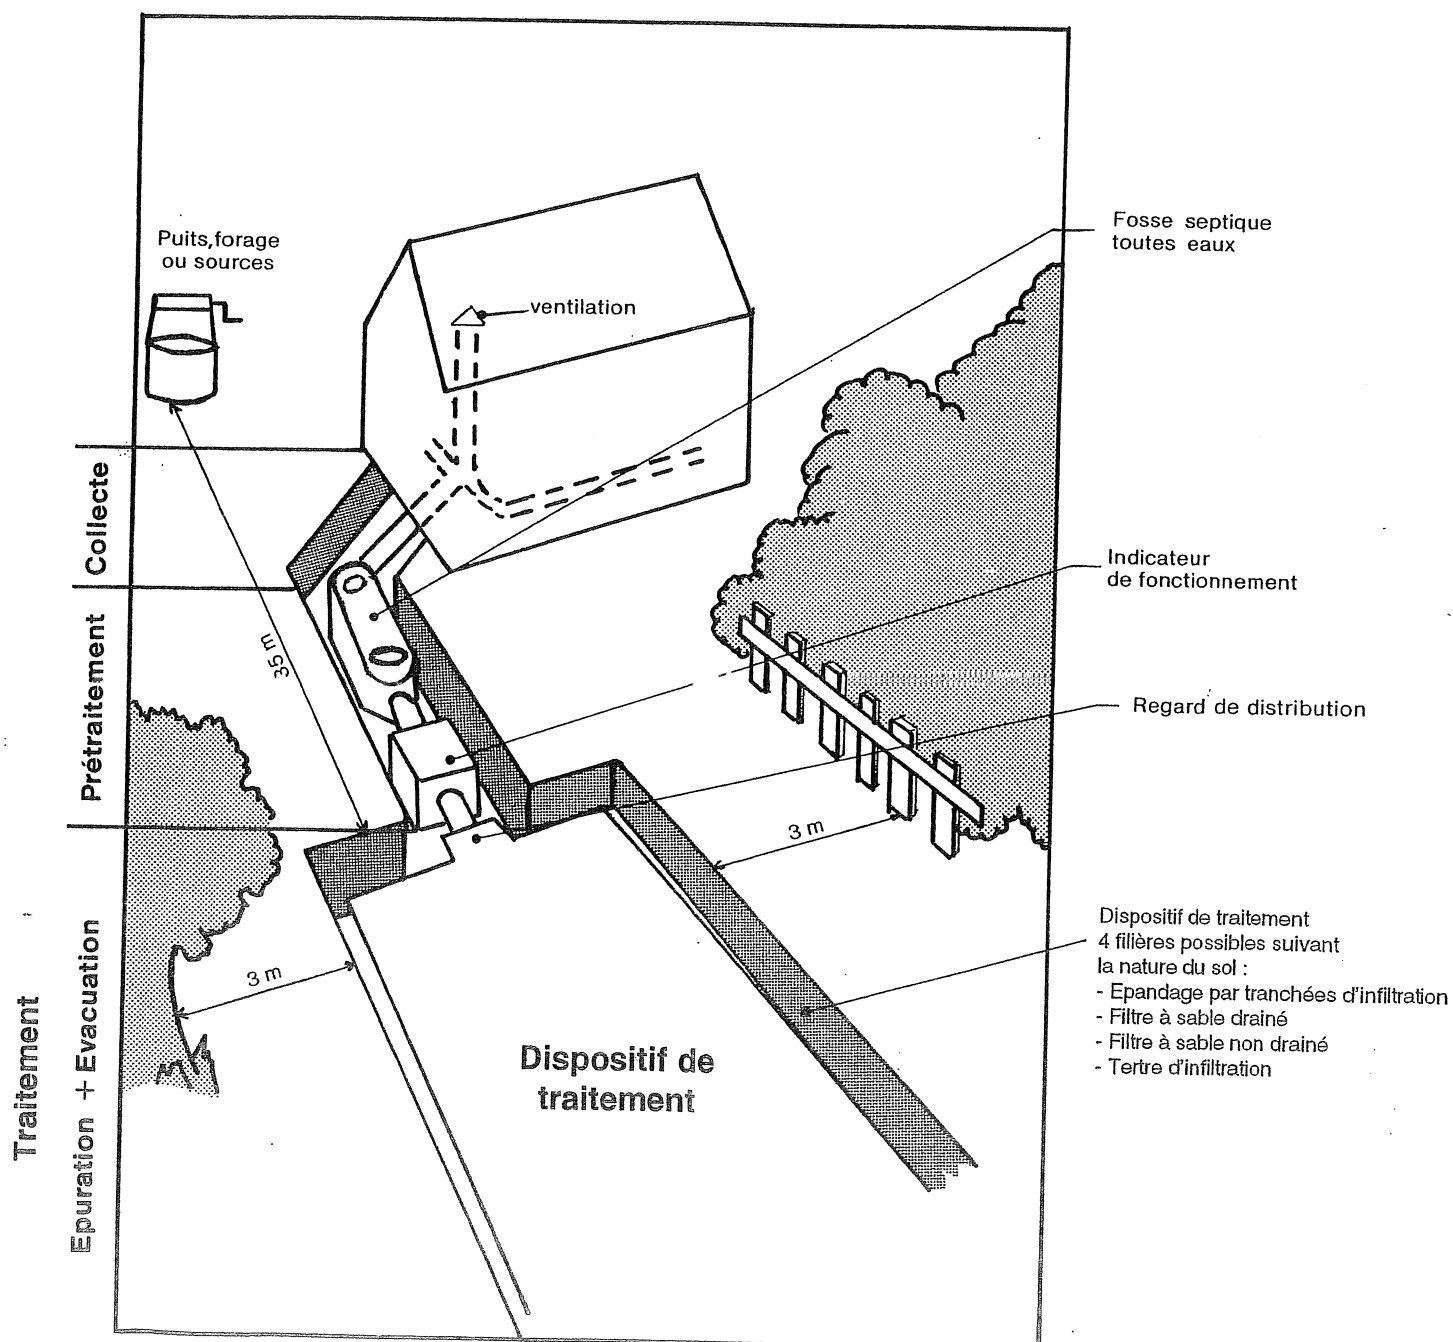 Puits,forage
ou sources
ventilation
Fosse septique
toutes eaux
Collecte
Indicateur
de fonctionnement
Prétraitement
35 m
Regard de distribution
3 m
Traitement
Epuration + Evacuation
3 m
Dispositif de
traitement
Dispositif de traitement
4 filières possibles suivant
la nature du sol :
- Epandage par tranchées d'infiltration
- Filtre à sable drainé
- Filtre à sable non drainé
- Tertre d'infiltration